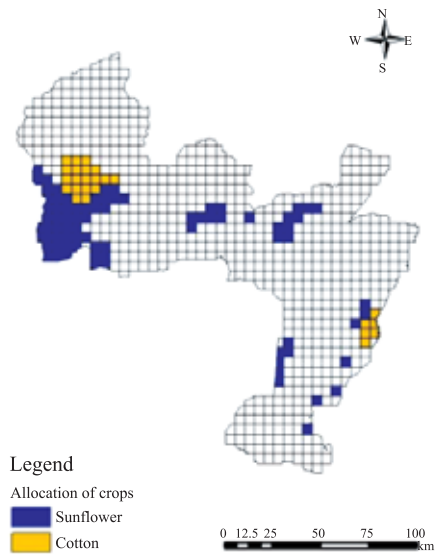 N
W E
S
Legend
Allocation of crops
Sunflower
Cotton
0 12.5 25 50 75 100
km